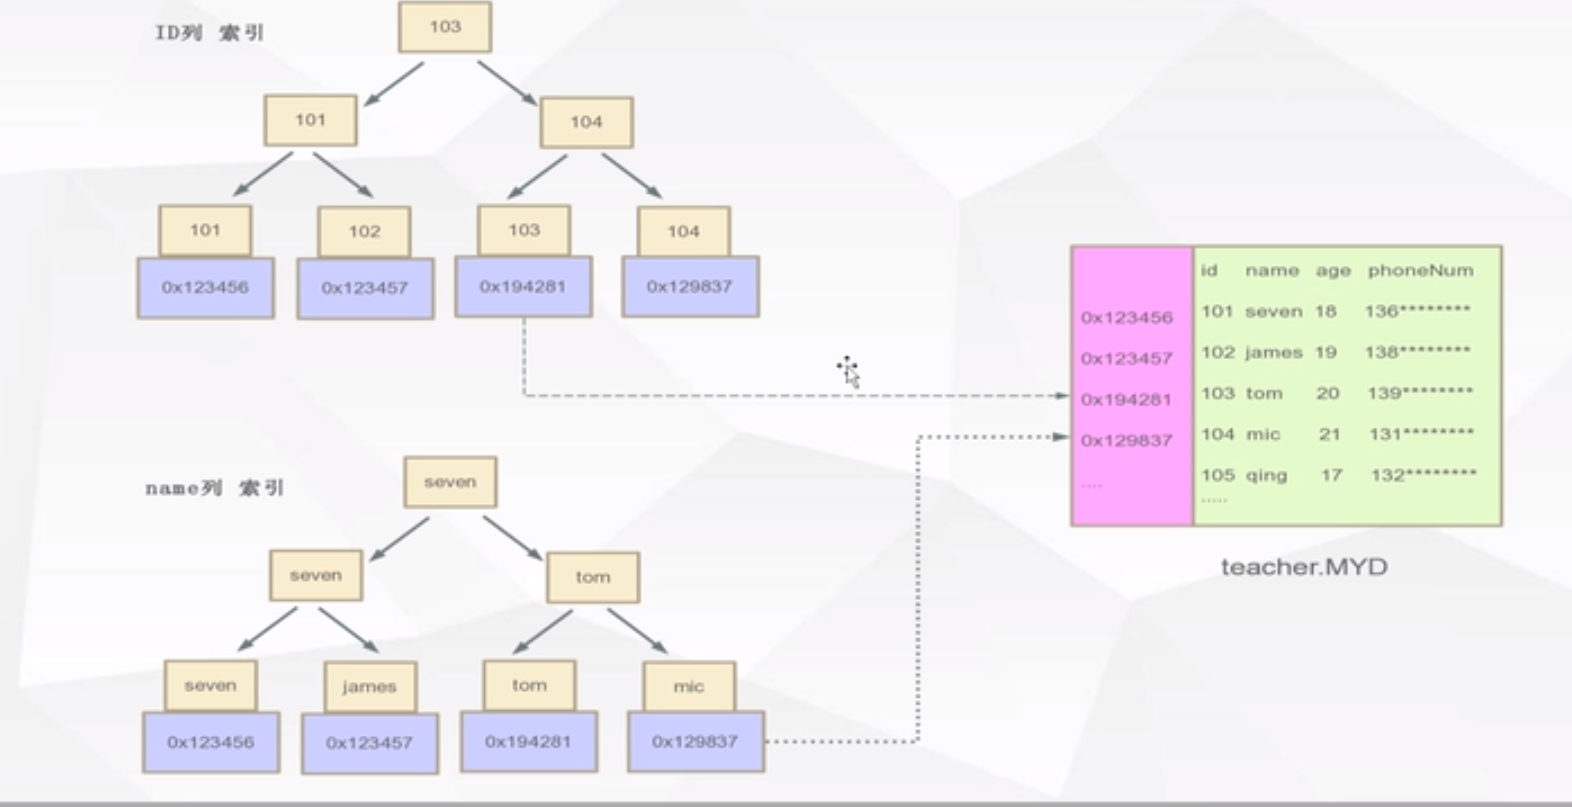 ID列 索引
103
101
104
101
102
103
104
0x123456
0x123457
0x194281
0x129837
name列 索引
seven
seven
tom
seven
james
tom
mic
0x123456
0x123457
0x194281
0x129837
id name age phoneNum
0x123456 101 seven 18 136********
0x123457 102 james 19 138********
0x194281 103 tom 20 139********
0x129837 104 mic 21 131********
.... 105 qing 17 132********
.....
teacher.MYD